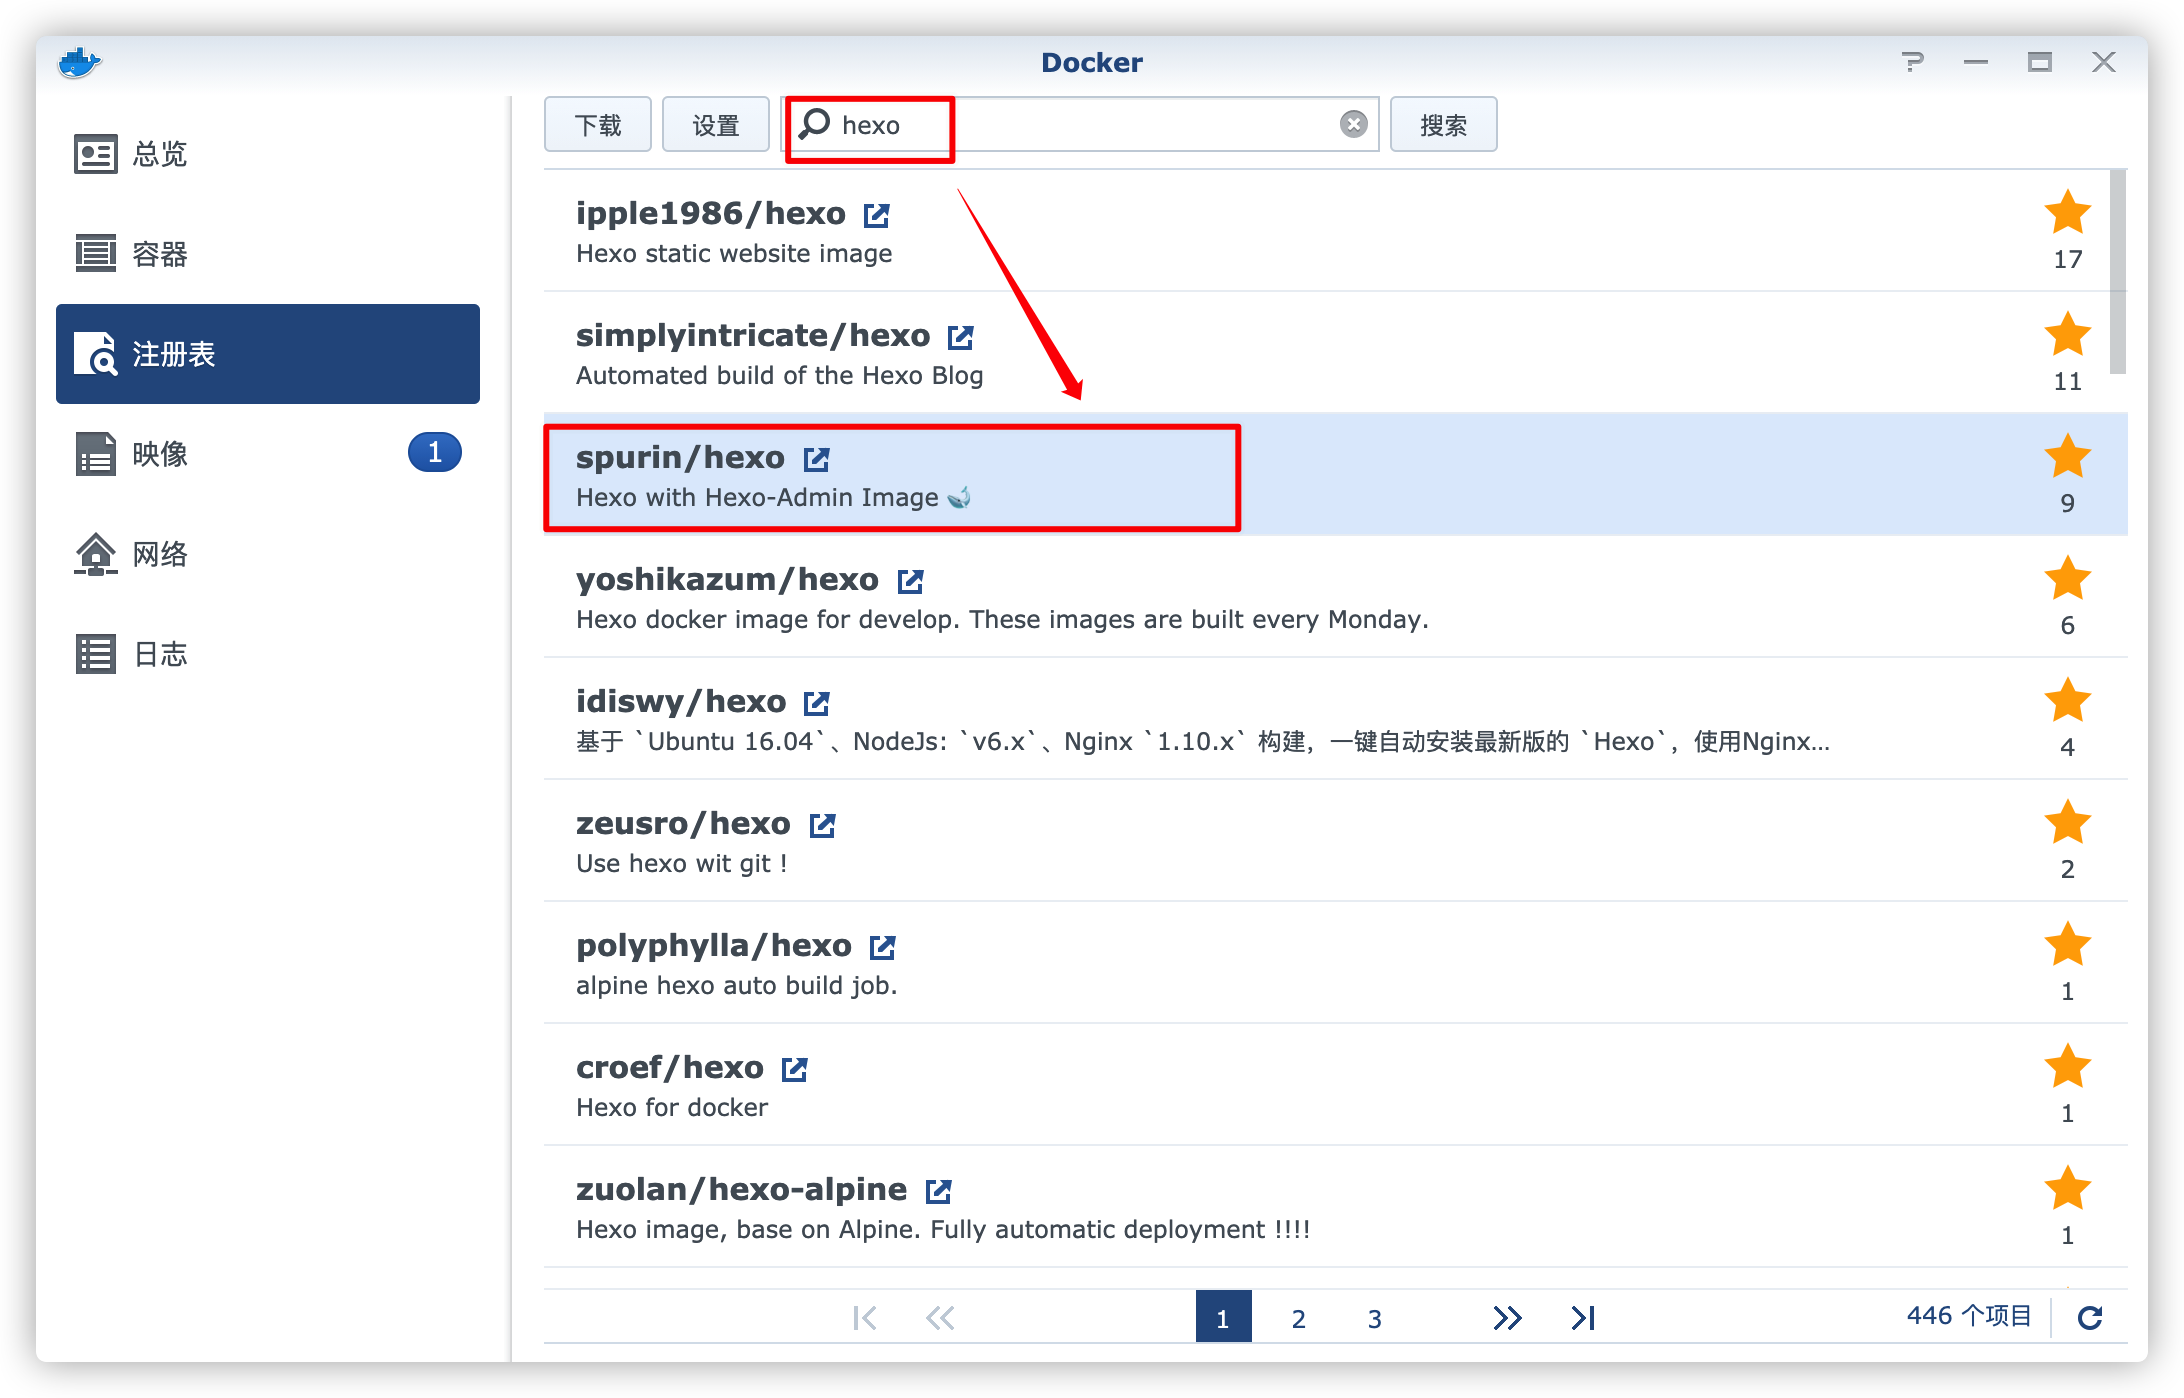 Docker
总览
容器
注册表
映像
1
网络
日志
下载
设置
hexo
搜索
ipple1986/hexo
Hexo static website image
17
simplyintricate/hexo
Automated build of the Hexo Blog
11
spurin/hexo
Hexo with Hexo-Admin Image 🐳
9
yoshikazum/hexo
Hexo docker image for develop. These images are built every Monday.
6
idiswy/hexo
基于 `Ubuntu 16.04`、NodeJs: `v6.x`、Nginx `1.10.x` 构建，一键自动安装最新版的 `Hexo`，使用Nginx...
4
zeusro/hexo
Use hexo wit git !
2
polyphylla/hexo
alpine hexo auto build job.
1
croef/hexo
Hexo for docker
1
zuolan/hexo-alpine
Hexo image, base on Alpine. Fully automatic deployment !!!!
1
1 2 3
446 个项目